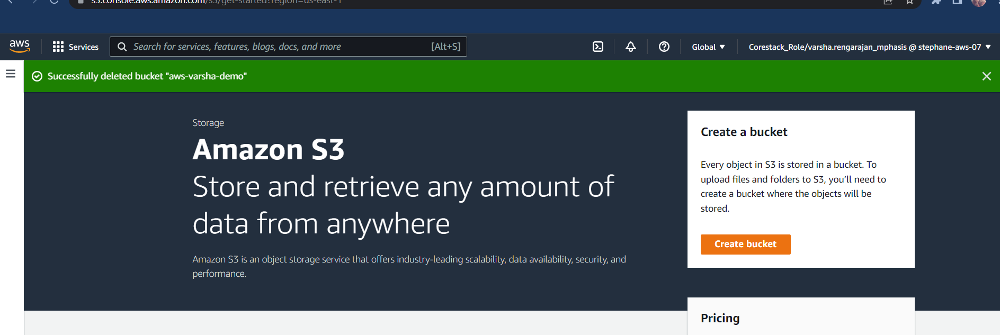 s3.console.aws.amazon.com/s3/get-started?region=us-east-1
aws
Services
Search for services, features, blogs, docs, and more
[Alt+S]
Global
Corestack_Role/varsha.rengarajan_mphasis @ stephane-aws-07
Successfully deleted bucket "aws-varsha-demo"
Storage
Amazon S3
Store and retrieve any amount of
data from anywhere
Amazon S3 is an object storage service that offers industry-leading scalability, data availability, security, and
performance.
Create a bucket
Every object in S3 is stored in a bucket. To
upload files and folders to S3, you’ll need to
create a bucket where the objects will be
stored.
Create bucket
Pricing